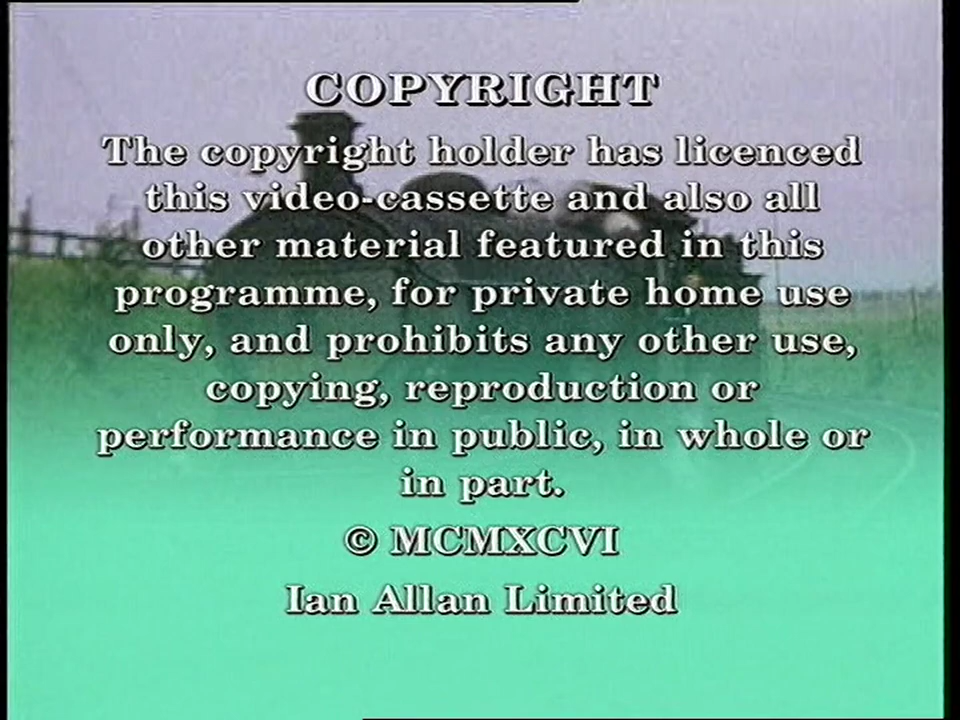 COPYRIGHT
The copyright holder has licenced
this video-cassette and also all
other material featured in this
programme, for private home use
only, and prohibits any other use,
copying, reproduction or
performance in public, in whole or
in part.
© MCMXCVI
Ian Allan Limited